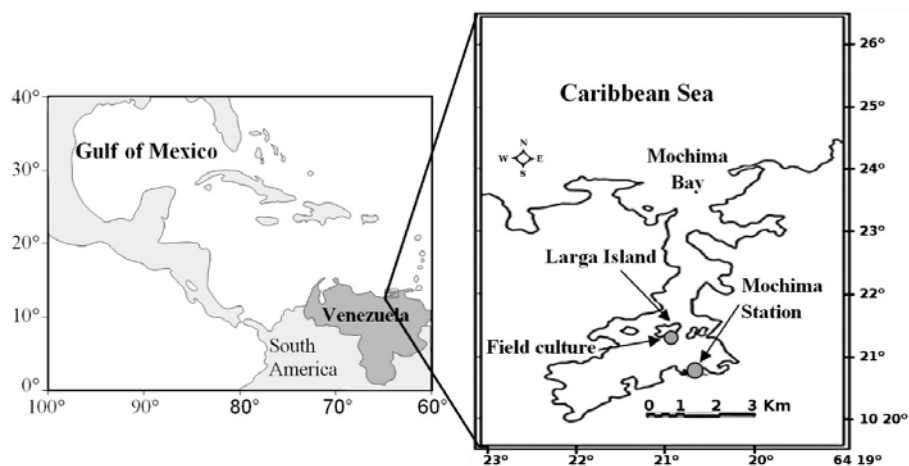 40°
30°
20°
10°
0°
100°
90°
80°
70°
60°
Gulf of Mexico
Venezuela
South
America
Caribbean Sea
N
W E
S
Mochima
Bay
Larga Island
Mochima
Station
Field culture
0 1 2 3 Km
26°
25°
24°
23°
22°
21°
10 20°
23°
22°
21°
20°
64 19°